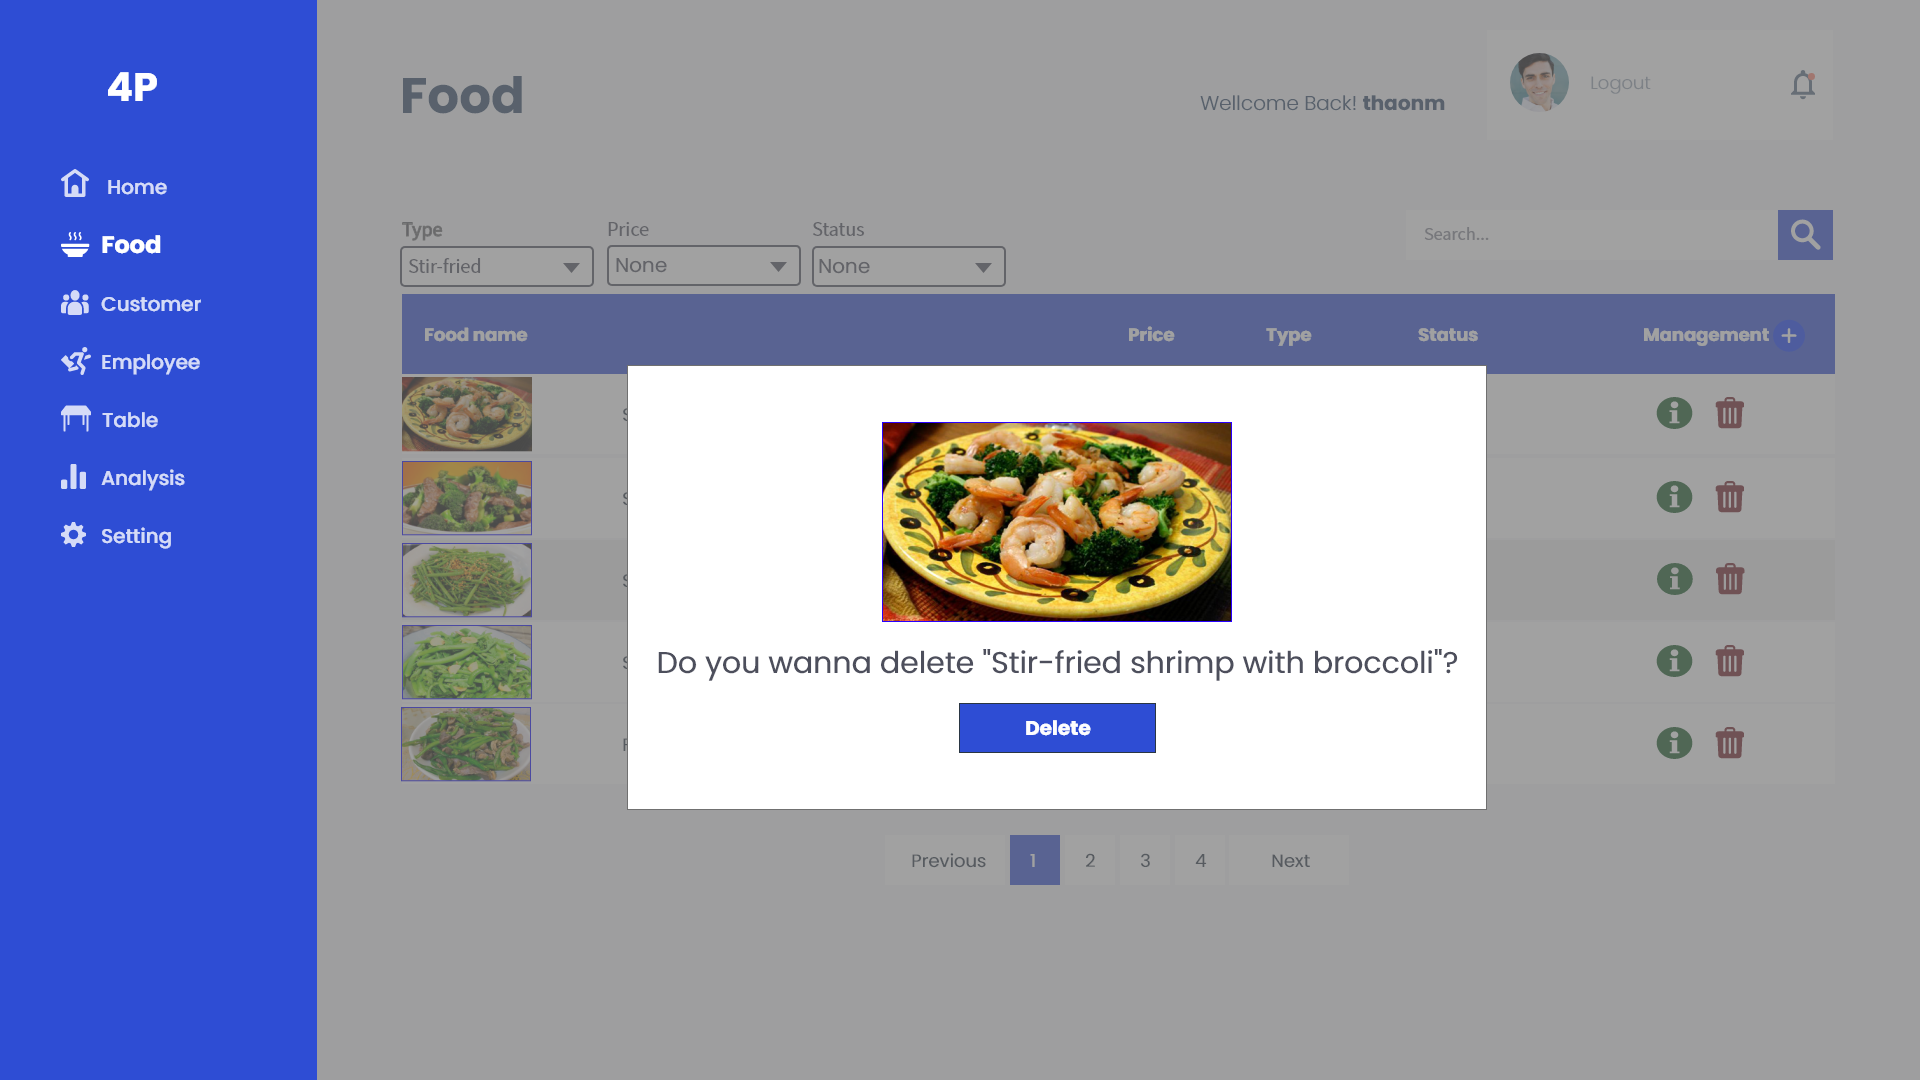 4P
Home
Food
Customer
Employee
Table
Analysis
Setting
Food
Wellcome Back! thaonm
Logout
Type
Price
Status
Stir-fried
None
None
Search...
Food name
Price
Type
Status
Management
Do you wanna delete "Stir-fried shrimp with broccoli"?
Delete
Previous
1
2
3
4
Next